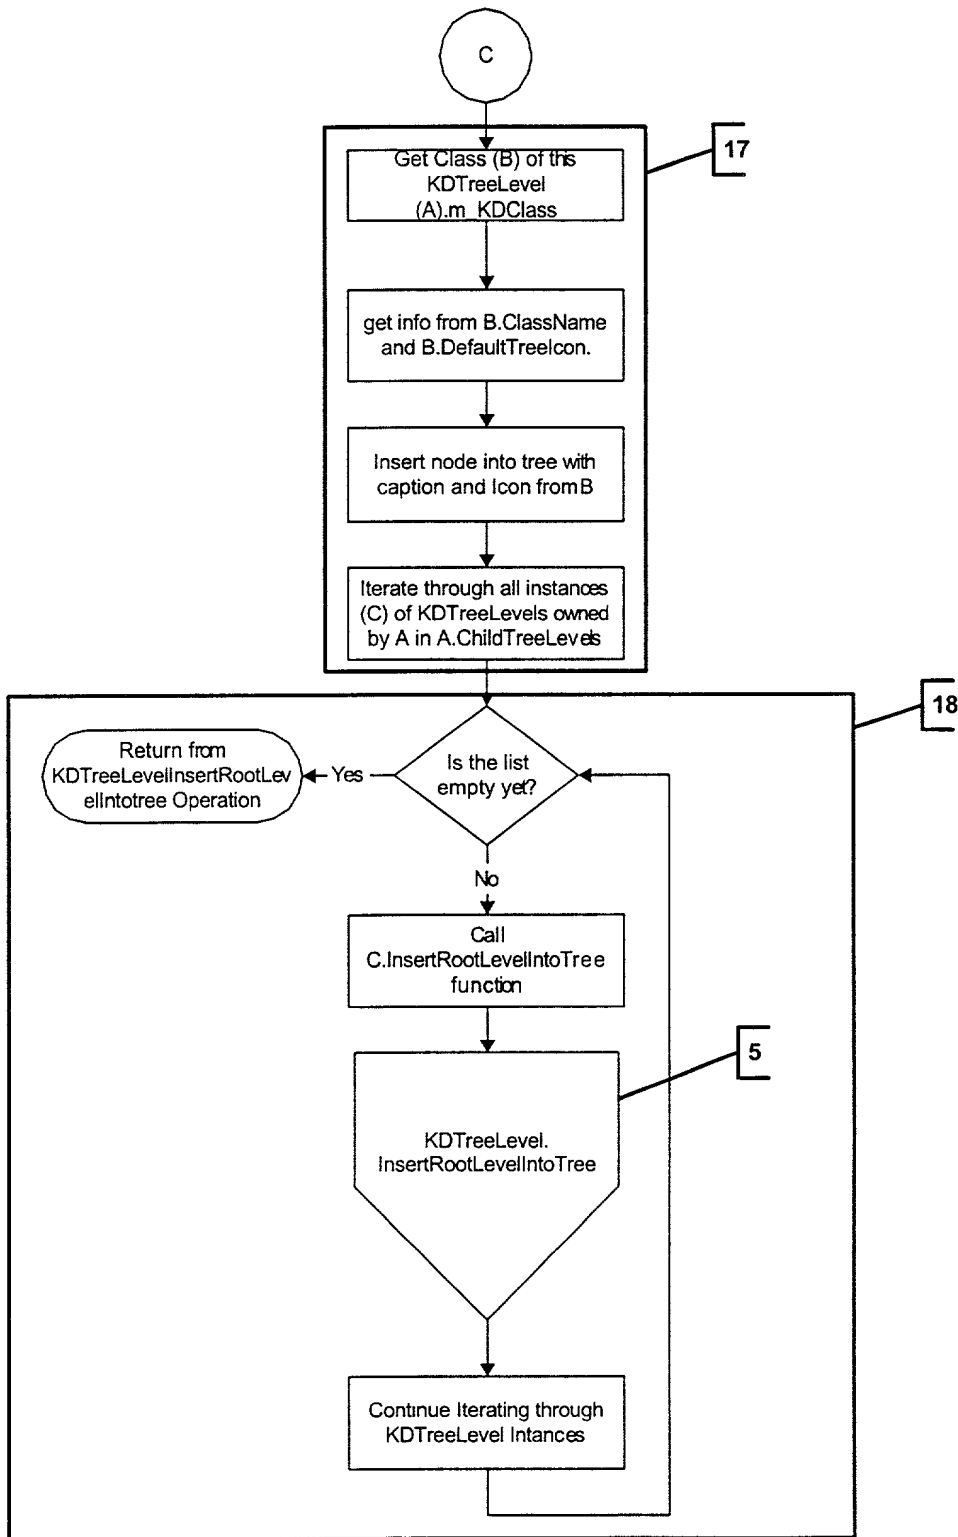 C
17
Get Class (B) of this
KDTreeLevel
(A).m_KDClass
get info from B.ClassName
and B.DefaultTreeIcon.
Insert node into tree with
caption and Icon from B
Iterate through all instances
(C) of KDTreeLevels owned
by A in A.ChildTreeLevels
18
Return from
KDTreeLevelInsertRootLev
elIntotree Operation
Yes
Is the list
empty yet?
No
Call
C.InsertRootLevelIntoTree
function
5
KDTreeLevel.
InsertRootLevelIntoTree
Continue Iterating through
KDTreeLevel Intances